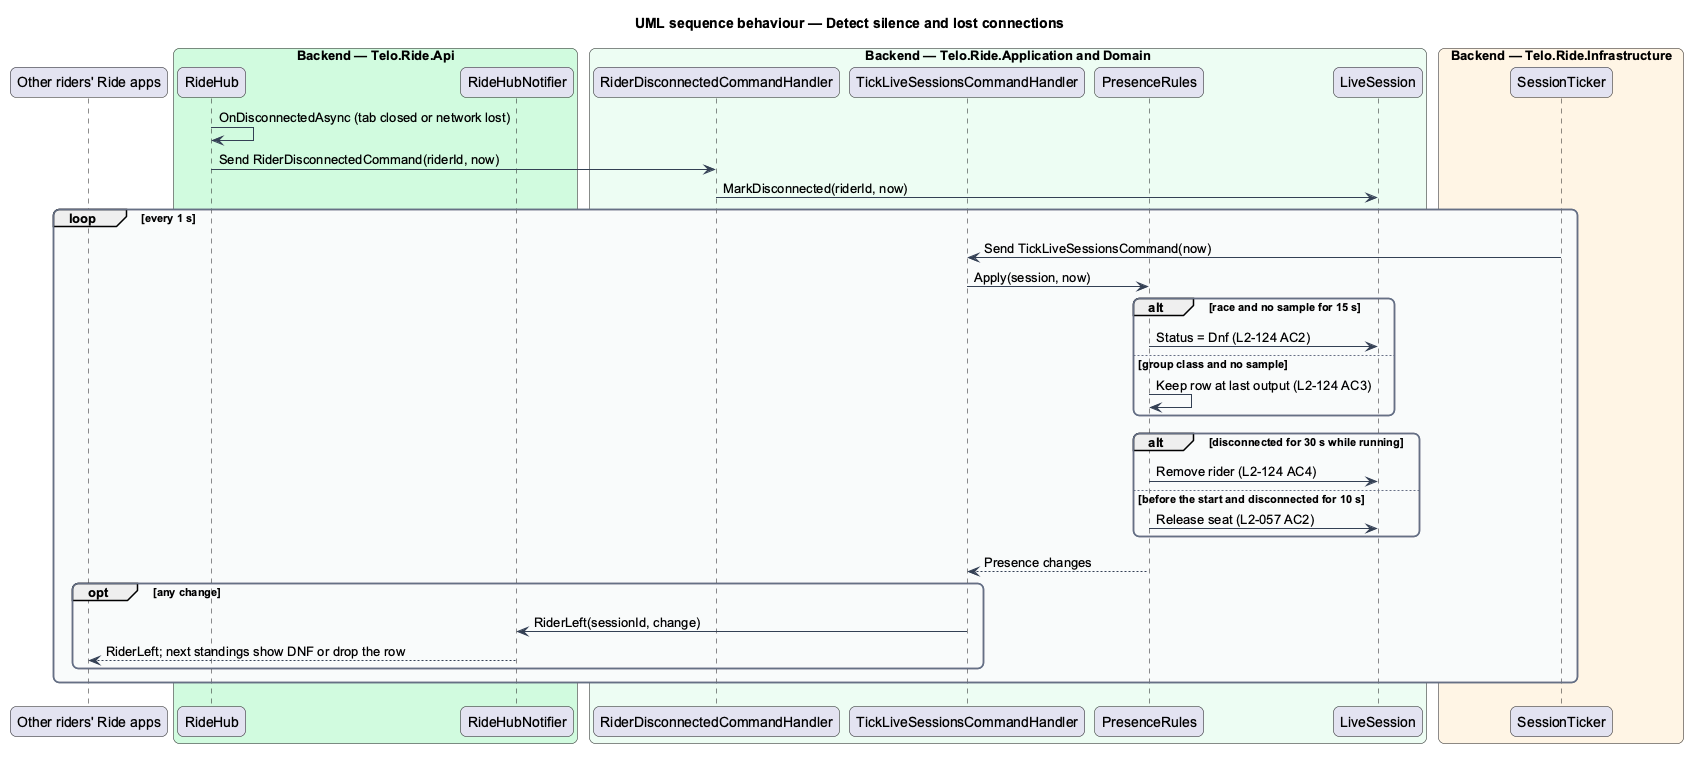 UML sequence behaviour — Detect silence and lost connections
Backend — Telo.Ride.Api
Backend — Telo.Ride.Application and Domain
Backend — Telo.Ride.Infrastructure
Other riders' Ride apps
RideHub
RideHubNotifier
RiderDisconnectedCommandHandler
TickLiveSessionsCommandHandler
PresenceRules
LiveSession
SessionTicker
OnDisconnectedAsync (tab closed or network lost)
Send RiderDisconnectedCommand(riderId, now)
MarkDisconnected(riderId, now)
loop [every 1 s]
Send TickLiveSessionsCommand(now)
Apply(session, now)
alt [race and no sample for 15 s]
Status = Dnf (L2-124 AC2)
[group class and no sample]
Keep row at last output (L2-124 AC3)
alt [disconnected for 30 s while running]
Remove rider (L2-124 AC4)
[before the start and disconnected for 10 s]
Release seat (L2-057 AC2)
Presence changes
opt [any change]
RiderLeft(sessionId, change)
RiderLeft; next standings show DNF or drop the row
Other riders' Ride apps
RideHub
RideHubNotifier
RiderDisconnectedCommandHandler
TickLiveSessionsCommandHandler
PresenceRules
LiveSession
SessionTicker